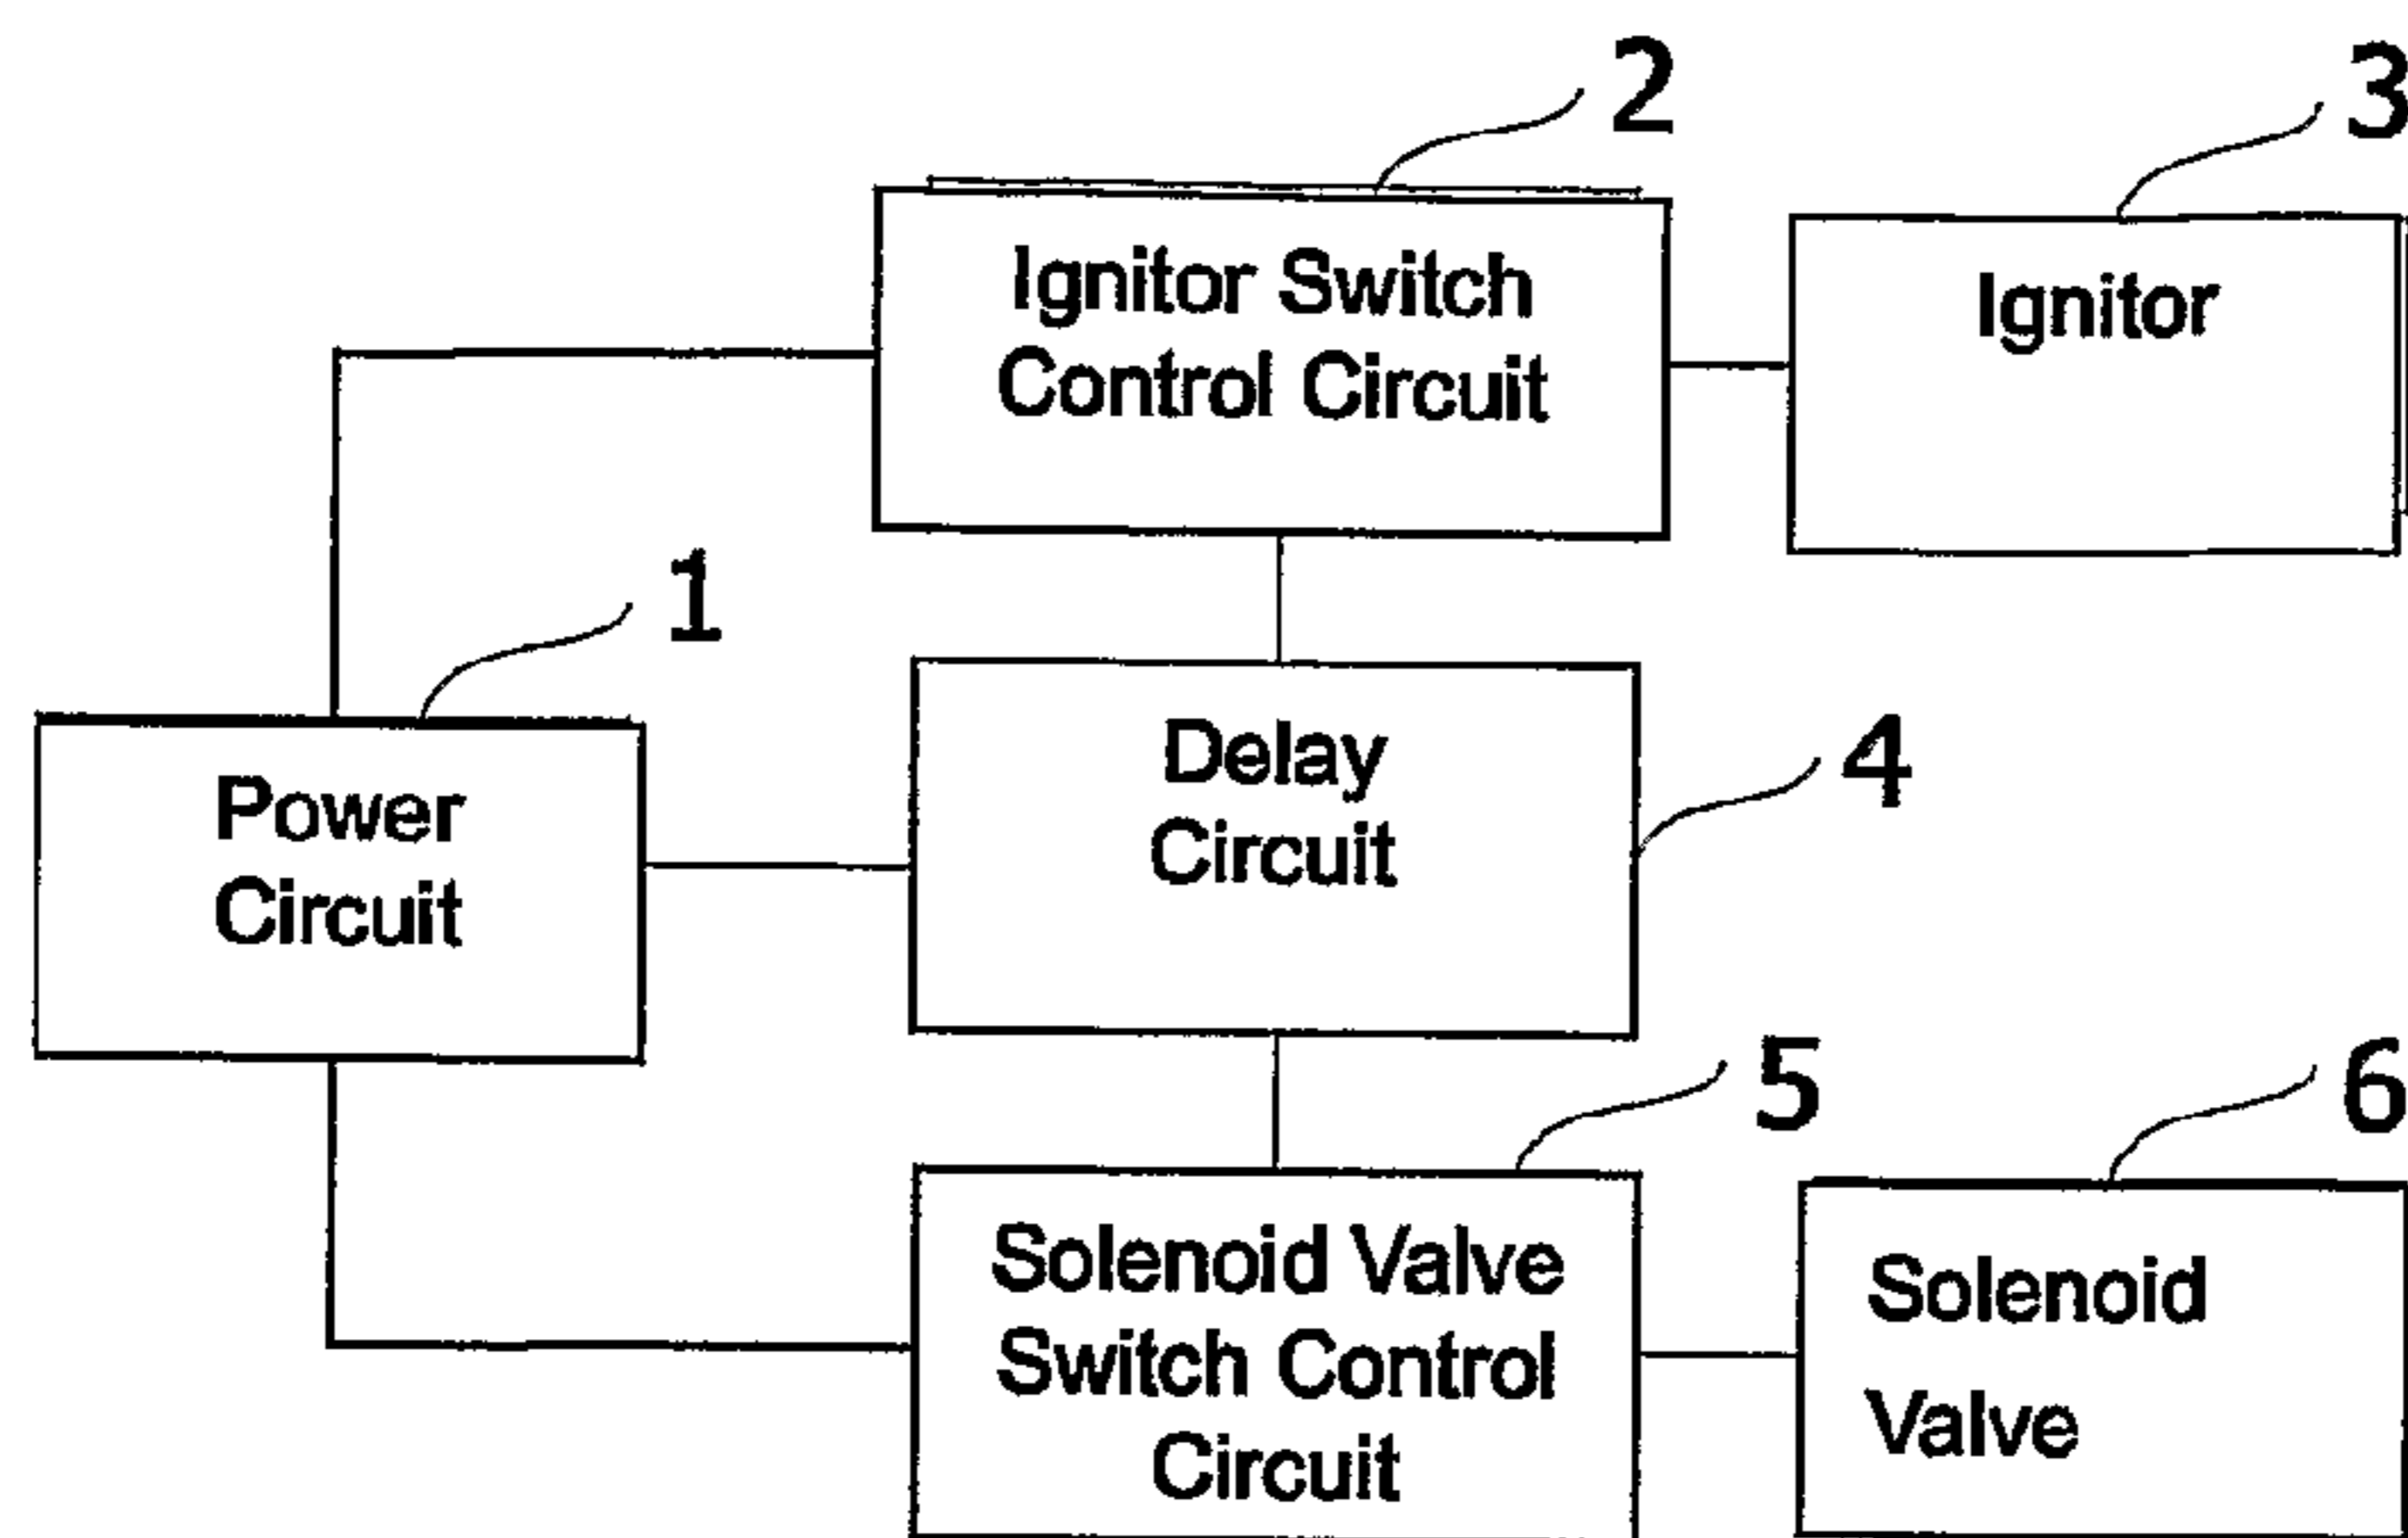 2
3
Ignitor Switch
Control Circuit
Ignitor
1
Power
Circuit
Delay
Circuit
4
5
6
Solenoid Valve
Switch Control
Circuit
Solenoid
Valve